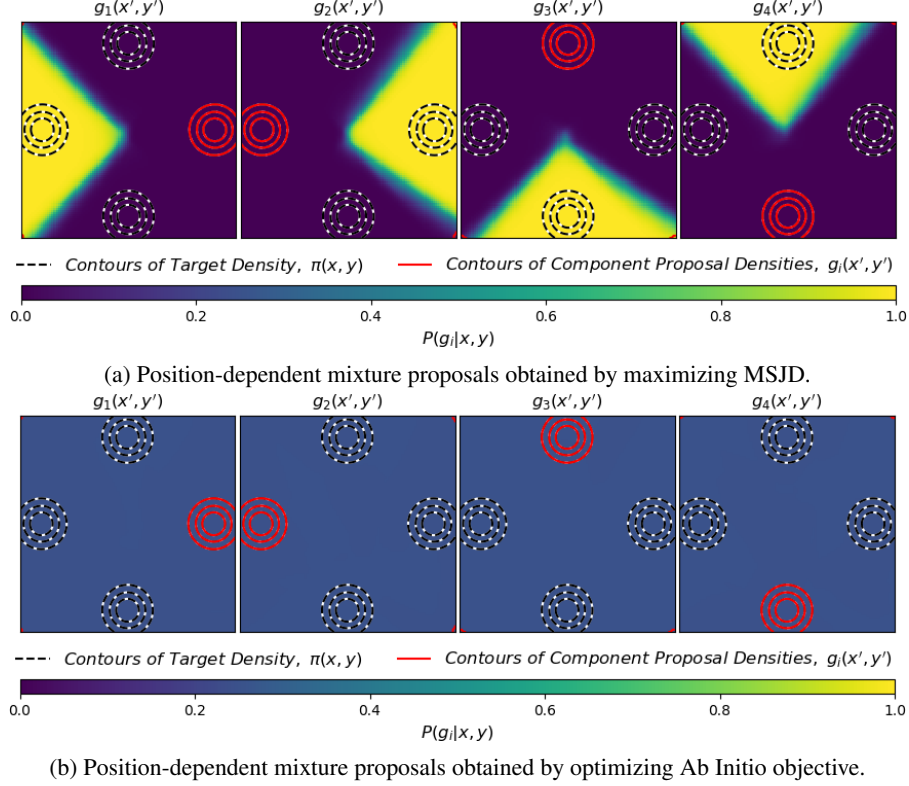 g₁(x′, y′) g₂(x′, y′) g₃(x′, y′) g₄(x′, y′)
Contours of Target Density, π(x, y) Contours of Component Proposal Densities, gᵢ(x′, y′)
0.0 0.2 0.4 0.6 0.8 1.0
P(gᵢ|x, y)
(a) Position-dependent mixture proposals obtained by maximizing MSJD.
g₁(x′, y′) g₂(x′, y′) g₃(x′, y′) g₄(x′, y′)
Contours of Target Density, π(x, y) Contours of Component Proposal Densities, gᵢ(x′, y′)
0.0 0.2 0.4 0.6 0.8 1.0
P(gᵢ|x, y)
(b) Position-dependent mixture proposals obtained by optimizing Ab Initio objective.